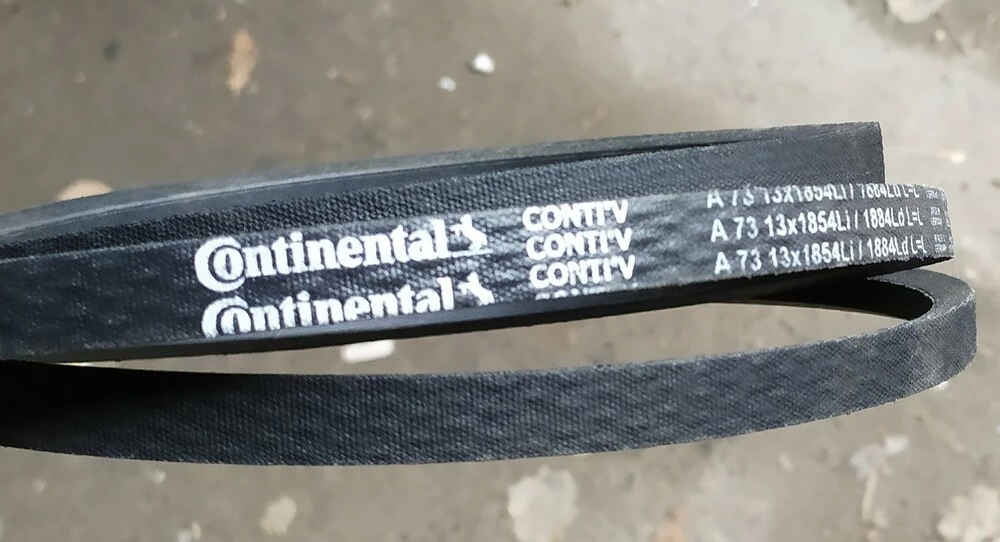 Continental
CONTI'V
CONTI'V
CONTI'V
A 73 13x1854Li / 1884Ld L=L
A 73 13x1854Li / 1884Ld L=L
A 73 13x1854Li / 1884Ld L=L
Continental